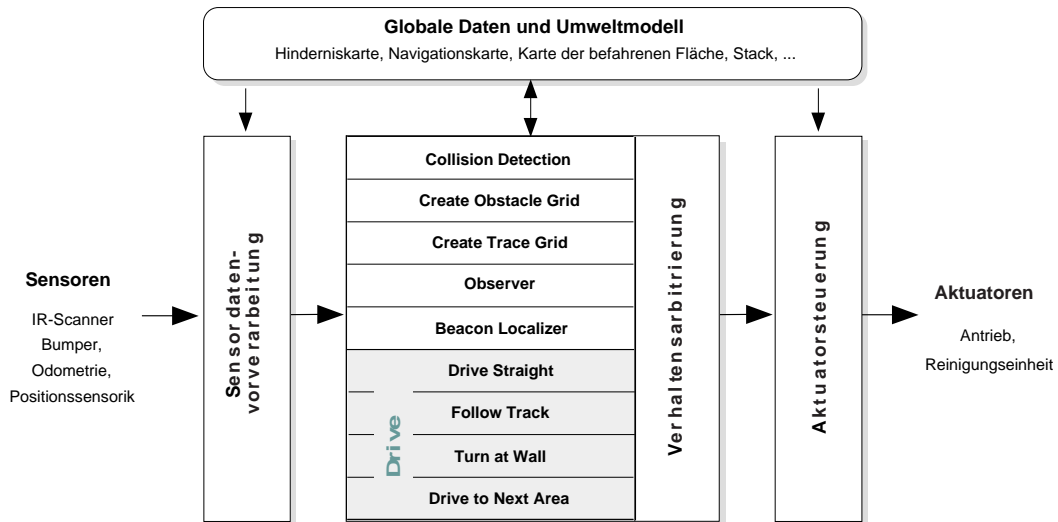 Globale Daten und Umweltmodell
Hinderniskarte, Navigationskarte, Karte der befahrenen Fläche, Stack, ...
Sensoren
IR-Scanner
Bumper,
Odometrie,
Positionssensorik
Sensordaten-
vorverarbeitung
Collision Detection
Create Obstacle Grid
Create Trace Grid
Observer
Beacon Localizer
Drive
Drive Straight
Follow Track
Turn at Wall
Drive to Next Area
Verhaltensarbitrierung
Aktuatorsteuerung
Aktuatoren
Antrieb,
Reinigungseinheit